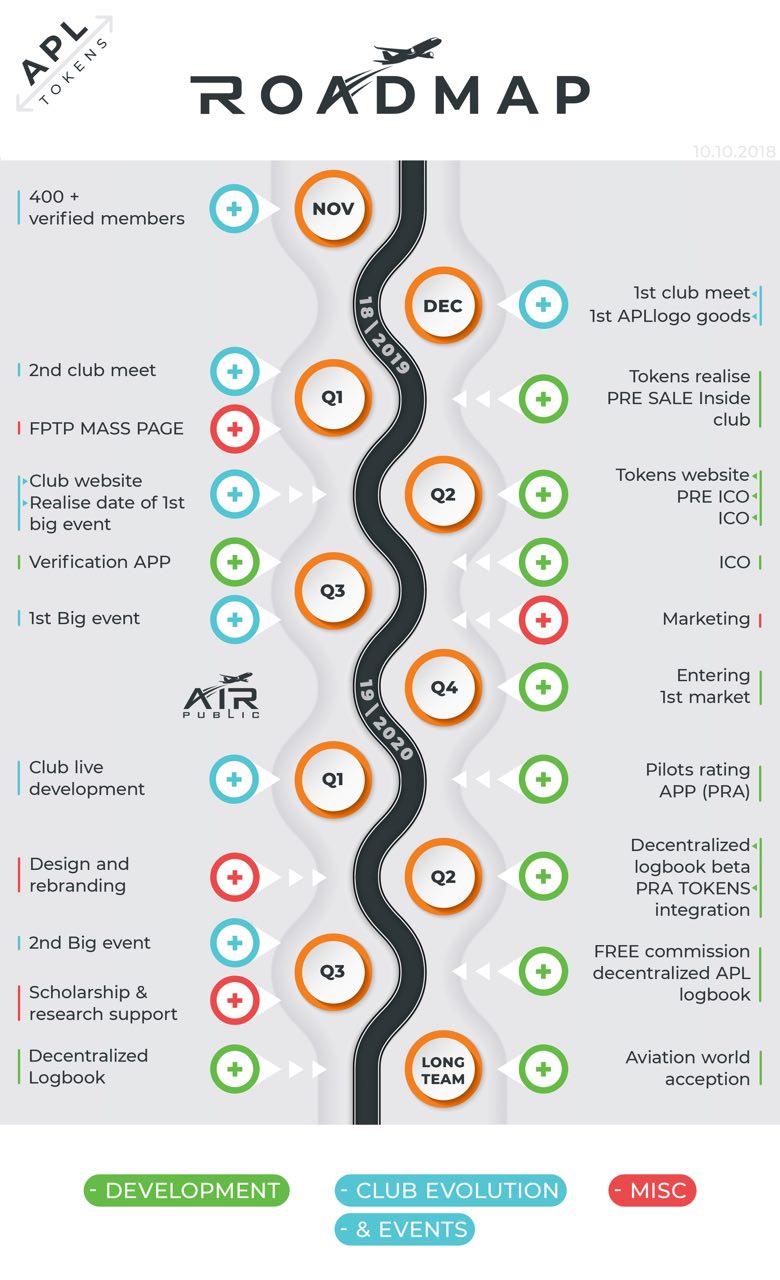 APL
TOKENS
ROADMAP
10.10.2018
400 +
verified members
NOV
DEC
1st club meet
1st APLlogo goods
18 | 2019
2nd club meet
Q1
Tokens realise
PRE SALE Inside
club
FPTP MASS PAGE
Club website
Realise date of 1st
big event
Q2
Tokens website
PRE ICO
ICO
Verification APP
Q3
ICO
1st Big event
Marketing
AIR
PUBLIC
Q4
Entering
1st market
19 | 2020
Club live
development
Q1
Pilots rating
APP (PRA)
Design and
rebranding
Q2
Decentralized
logbook beta
PRA TOKENS
integration
2nd Big event
Q3
FREE commission
decentralized APL
logbook
Scholarship &
research support
Decentralized
Logbook
LONG
TEAM
Aviation world
acception
- DEVELOPMENT
- CLUB EVOLUTION
- & EVENTS
- MISC